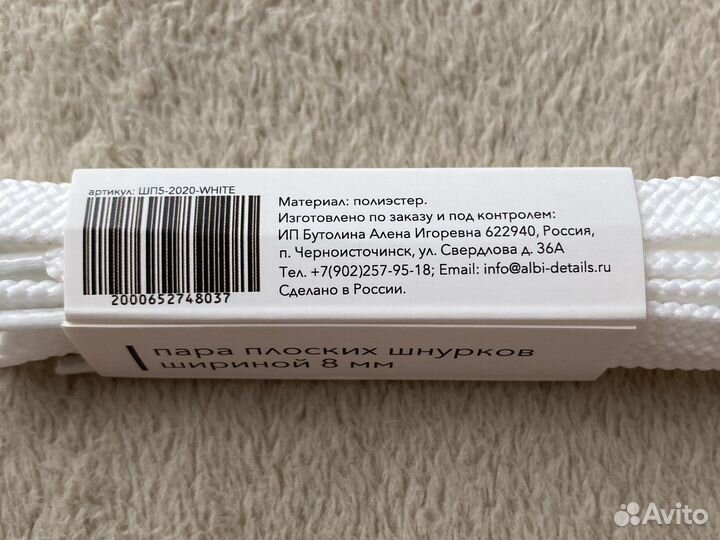 артикул: ШП5-2020-WHITE
2000652748037
Материал: полиэстер.
Изготовлено по заказу и под контролем:
ИП Бутолина Алена Игоревна 622940, Россия,
п. Черноисточинск, ул. Свердлова д. 36А
Тел. +7(902)257-95-18; Email: info@albi-details.ru
Сделано в России.
пара плоских шнурков
шириной 8 мм
Avito